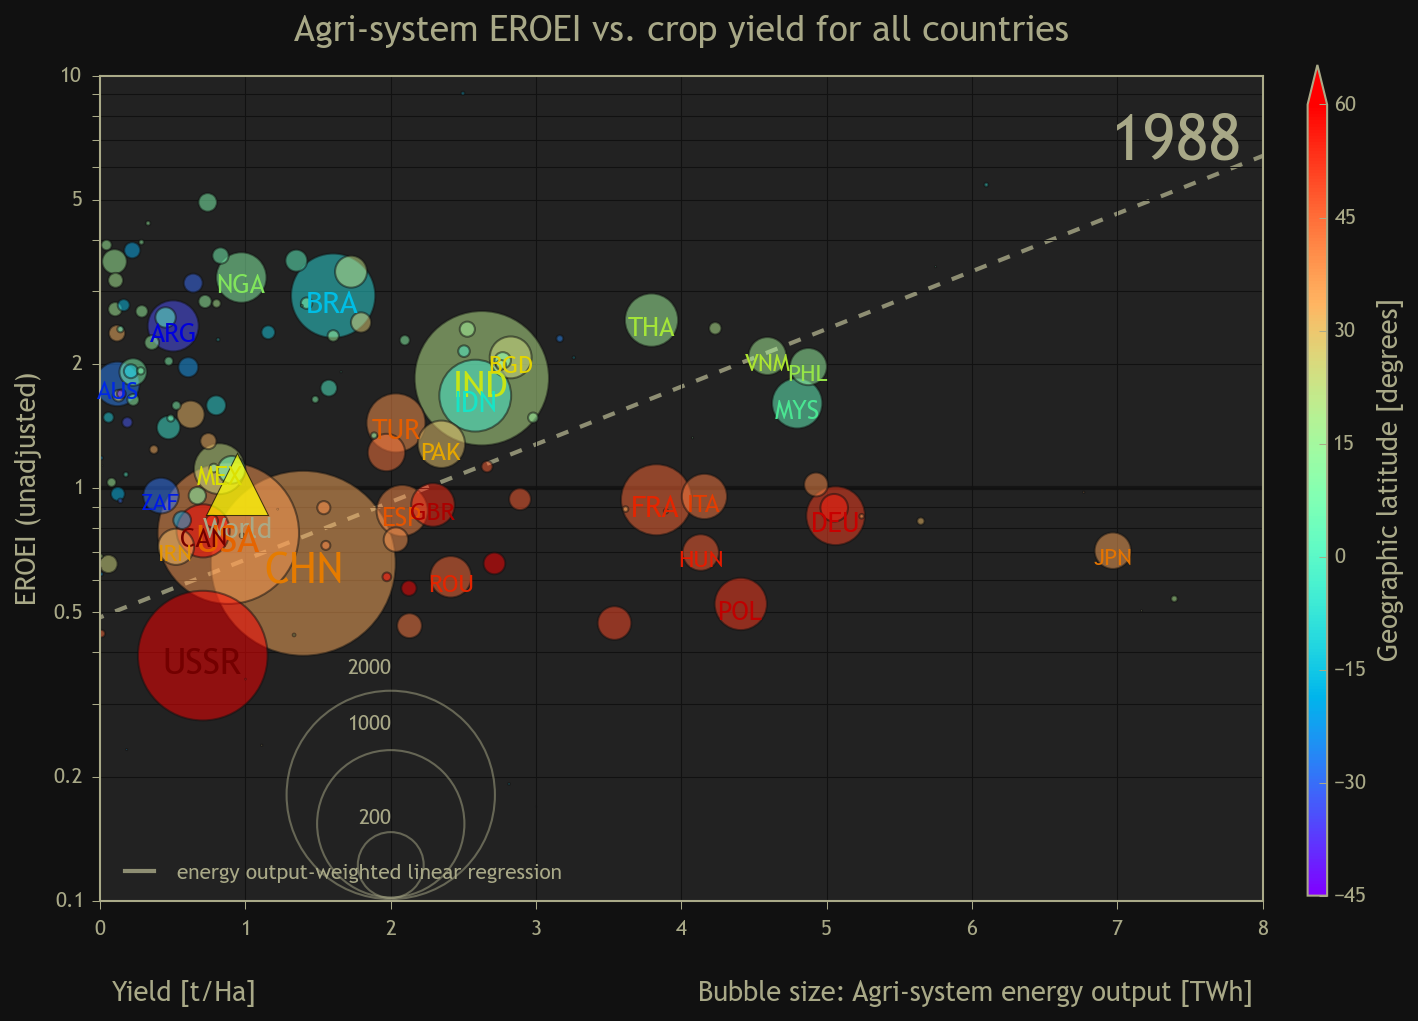 Agri-system EROEI vs. crop yield for all countries
1988
10
5
2
1
0.5
0.2
0.1
EROEI (unadjusted)
NGA
BRA
ARG
THA
AUS
BGD
IND
IDN
VNM
PHL
MYS
TUR
PAK
MEX
ZAF
World
CAN
USA
IRN
CHN
ESP
GBR
FRA
ITA
DEU
HUN
JPN
ROU
POL
USSR
2000
1000
200
energy output-weighted linear regression
0 1 2 3 4 5 6 7 8
Yield [t/Ha]
Bubble size: Agri-system energy output [TWh]
60
45
30
15
0
−15
−30
−45
Geographic latitude [degrees]